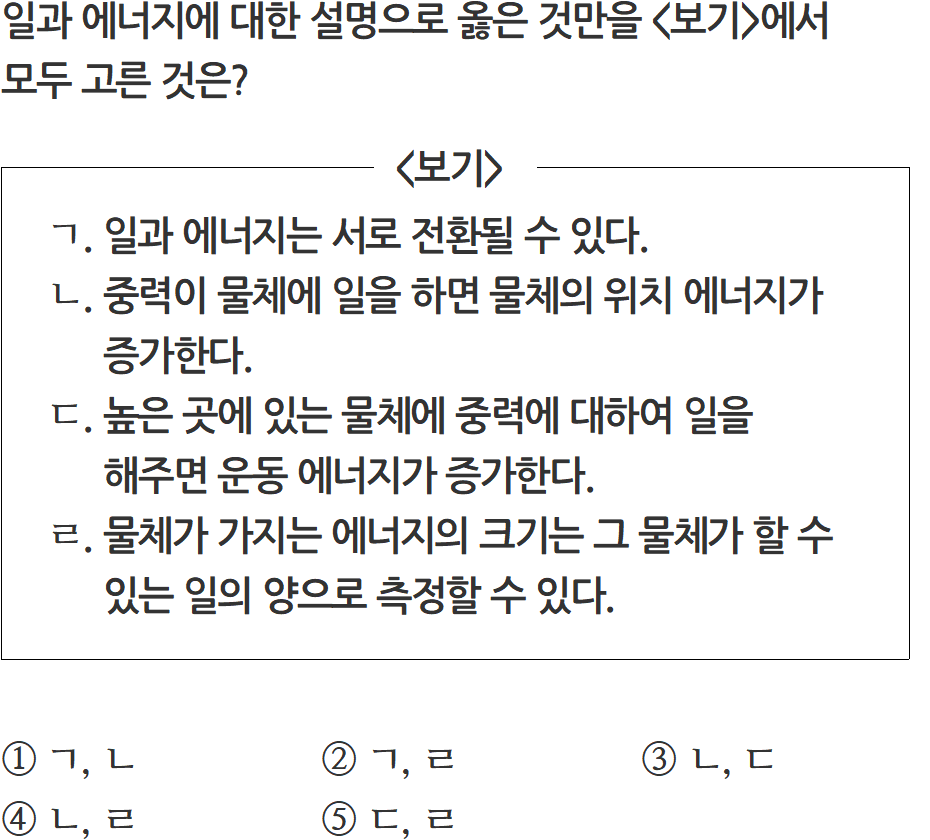 일과 에너지에 대한 설명으로 옳은 것만을 <보기>에서
모두 고른 것은?
<보기>
ㄱ. 일과 에너지는 서로 전환될 수 있다.
ㄴ. 중력이 물체에 일을 하면 물체의 위치 에너지가
증가한다.
ㄷ. 높은 곳에 있는 물체에 중력에 대하여 일을
해주면 운동 에너지가 증가한다.
ㄹ. 물체가 가지는 에너지의 크기는 그 물체가 할 수
있는 일의 양으로 측정할 수 있다.
① ㄱ, ㄴ ② ㄱ, ㄹ ③ ㄴ, ㄷ
④ ㄴ, ㄹ ⑤ ㄷ, ㄹ